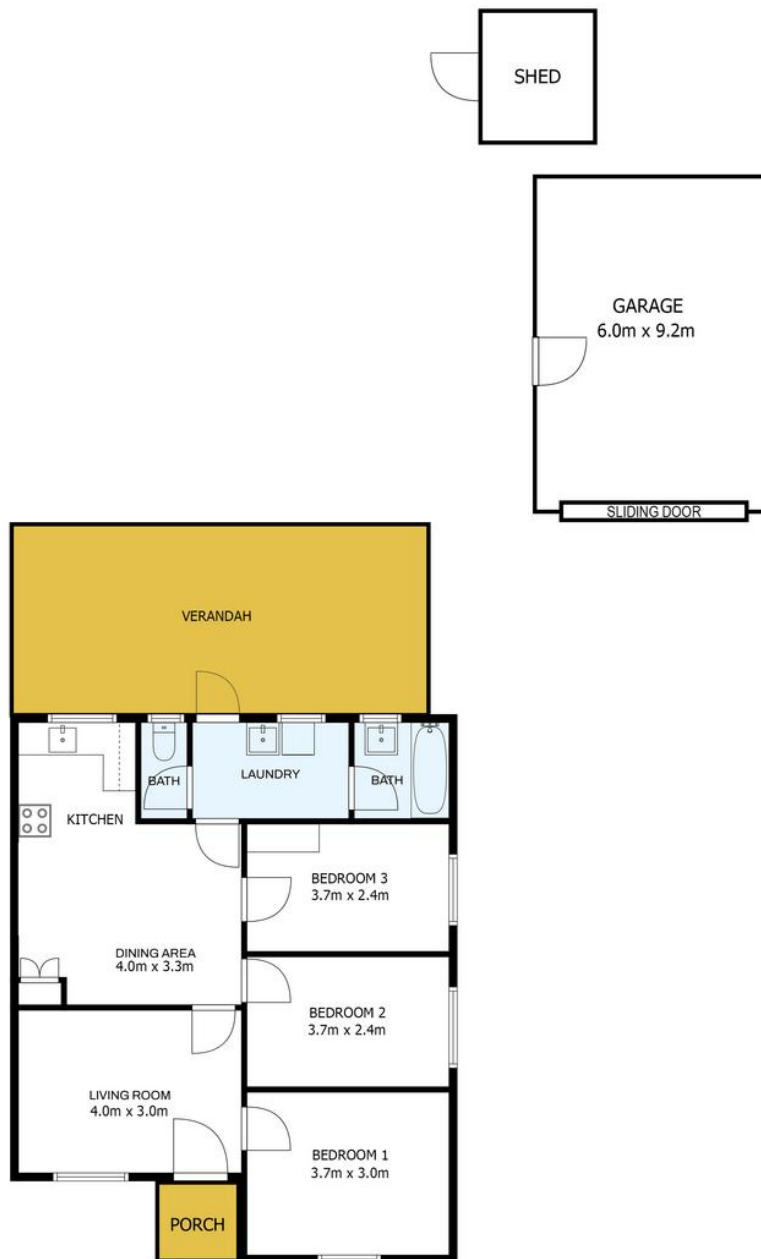 SHED
GARAGE
6.0m x 9.2m
SLIDING DOOR
VERANDAH
BATH
LAUNDRY
BATH
KITCHEN
BEDROOM 3
3.7m x 2.4m
DINING AREA
4.0m x 3.3m
BEDROOM 2
3.7m x 2.4m
LIVING ROOM
4.0m x 3.0m
BEDROOM 1
3.7m x 3.0m
PORCH